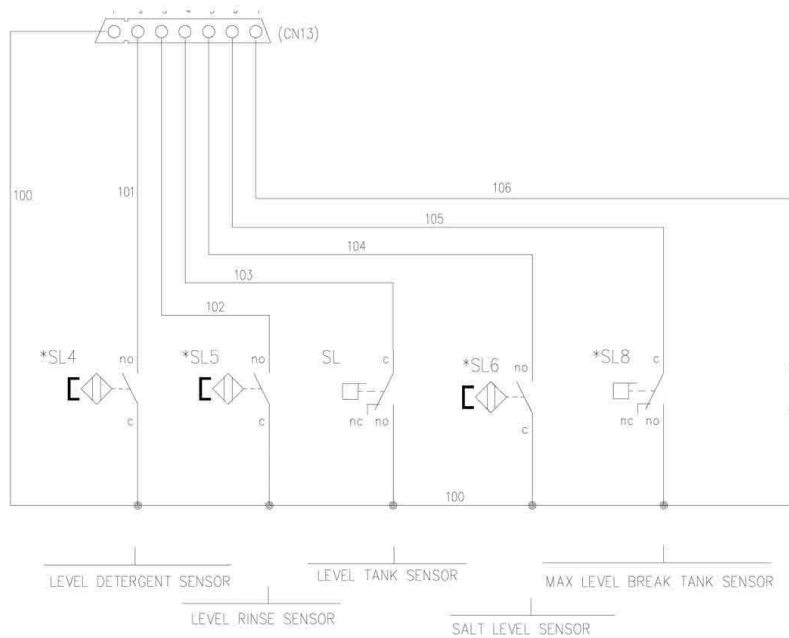 (CN13)
106
100
101
105
104
103
102
*SL4
no
*SL5
no
SL
c
*SL6
no
*SL8
c
c
c
nc
no
c
nc
no
100
LEVEL DETERGENT SENSOR
LEVEL TANK SENSOR
MAX LEVEL BREAK TANK SENSOR
LEVEL RINSE SENSOR
SALT LEVEL SENSOR